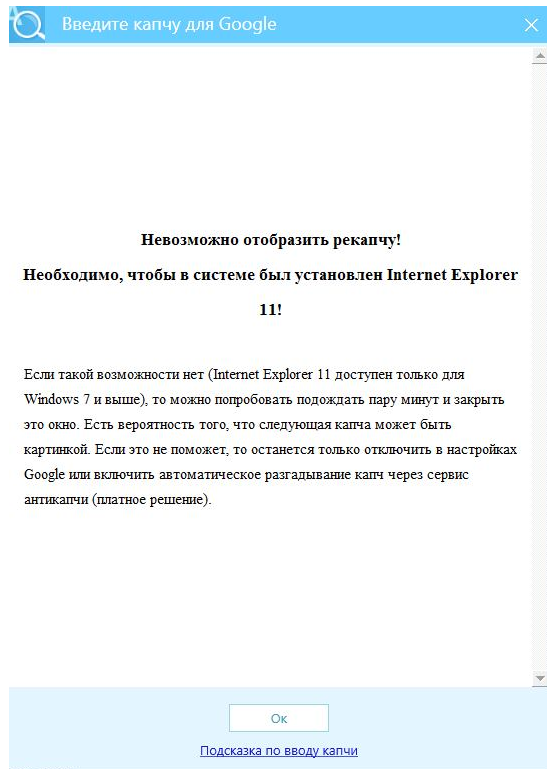 Введите капчу для Google
Невозможно отобразить рекапчу!
Необходимо, чтобы в системе был установлен Internet Explorer
11!
Если такой возможности нет (Internet Explorer 11 доступен только для
Windows 7 и выше), то можно попробовать подождать пару минут и закрыть
это окно. Есть вероятность того, что следующая капча может быть
картинкой. Если это не поможет, то останется только отключить в настройках
Google или включить автоматическое разгадывание капч через сервис
антикапчи (платное решение).
Ок
Подсказка по вводу капчи